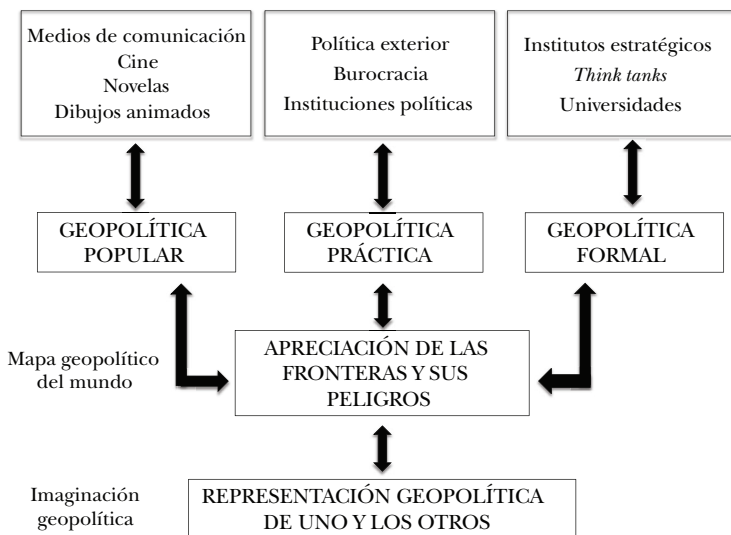 Medios de comunicación
Cine
Novelas
Dibujos animados
Política exterior
Burocracia
Instituciones políticas
Institutos estratégicos
Think tanks
Universidades
GEOPOLÍTICA
POPULAR
GEOPOLÍTICA
PRÁCTICA
GEOPOLÍTICA
FORMAL
Mapa geopolítico
del mundo
APRECIACIÓN DE LAS
FRONTERAS Y SUS
PELIGROS
Imaginación
geopolítica
REPRESENTACIÓN GEOPOLÍTICA
DE UNO Y LOS OTROS